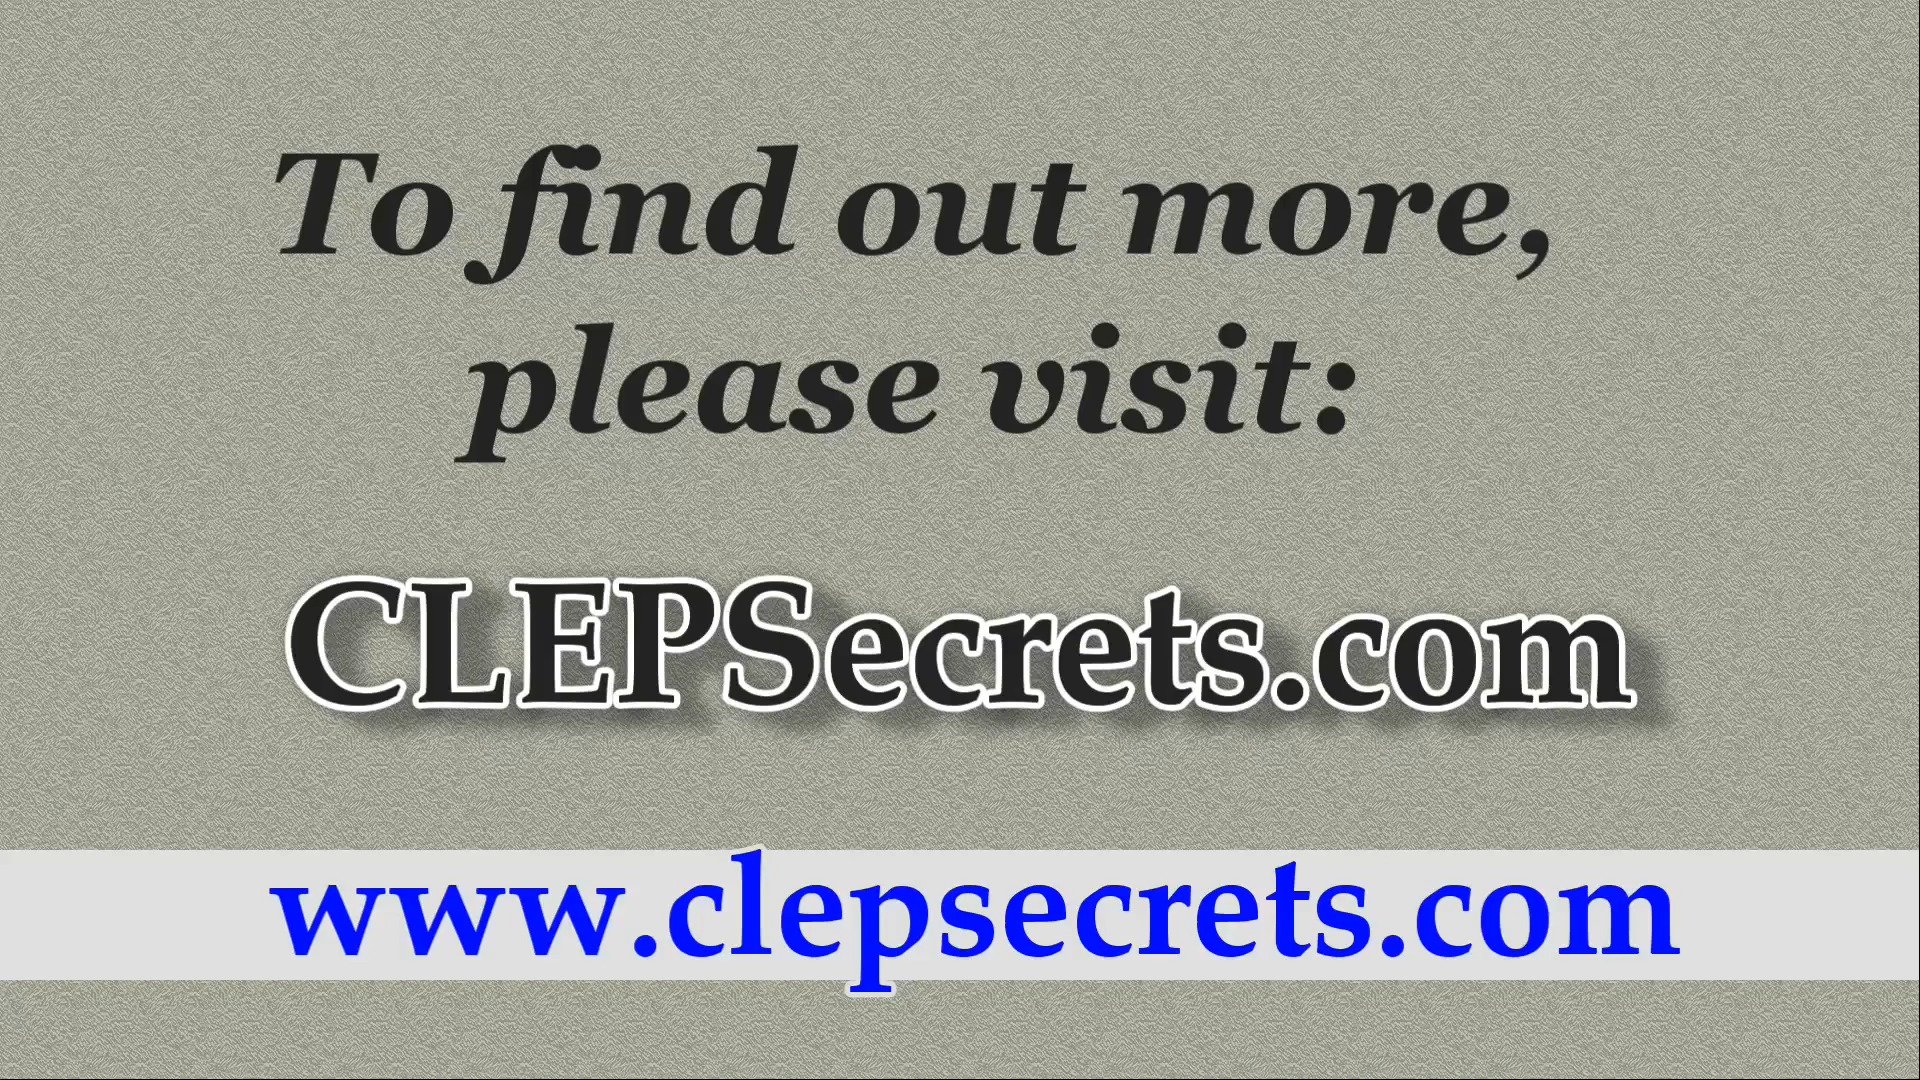 To find out more,
please visit:
CLEPSecrets.com
www.clepsecrets.com